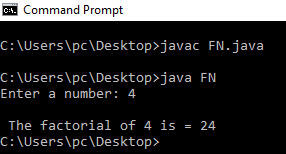 Command Prompt
C:\Users\pc\Desktop>javac FN.java
C:\Users\pc\Desktop>java FN
Enter a number: 4
The factorial of 4 is = 24
C:\Users\pc\Desktop>